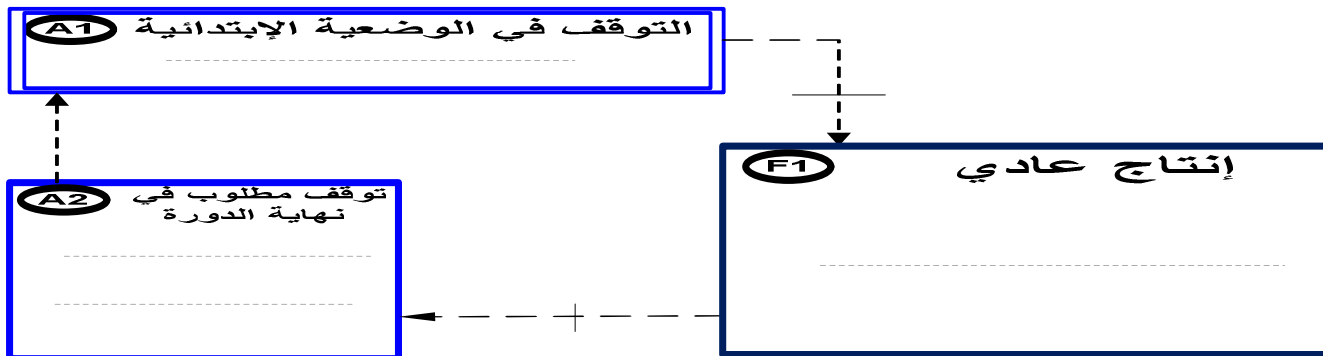 التوقف في الوضعية الإبتدائية A1
إنتاج عادي F1
توقف مطلوب في A2
نهاية الدورة